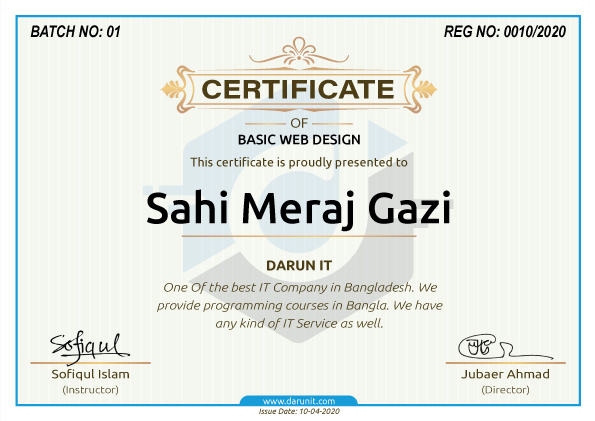 BATCH NO: 01
REG NO: 0010/2020
CERTIFICATE
OF
BASIC WEB DESIGN
This certificate is proudly presented to
Sahi Meraj Gazi
DARUN IT
One Of the best IT Company in Bangladesh. We
provide programming courses in Bangla. We have
any kind of IT Service as well.
Sofiqul
Sofiqul Islam
(Instructor)
Jubaer Ahmad
(Director)
www.darunit.com
Issue Date: 10-04-2020